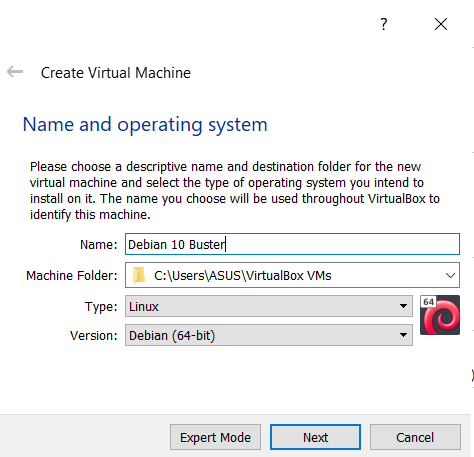 ?
Create Virtual Machine
Name and operating system
Please choose a descriptive name and destination folder for the new
virtual machine and select the type of operating system you intend to
install on it. The name you choose will be used throughout VirtualBox to
identify this machine.
Name: Debian 10 Buster
Machine Folder: C:\Users\ASUS\VirtualBox VMs
Type: Linux
64
Version: Debian (64-bit)
Expert Mode Next Cancel